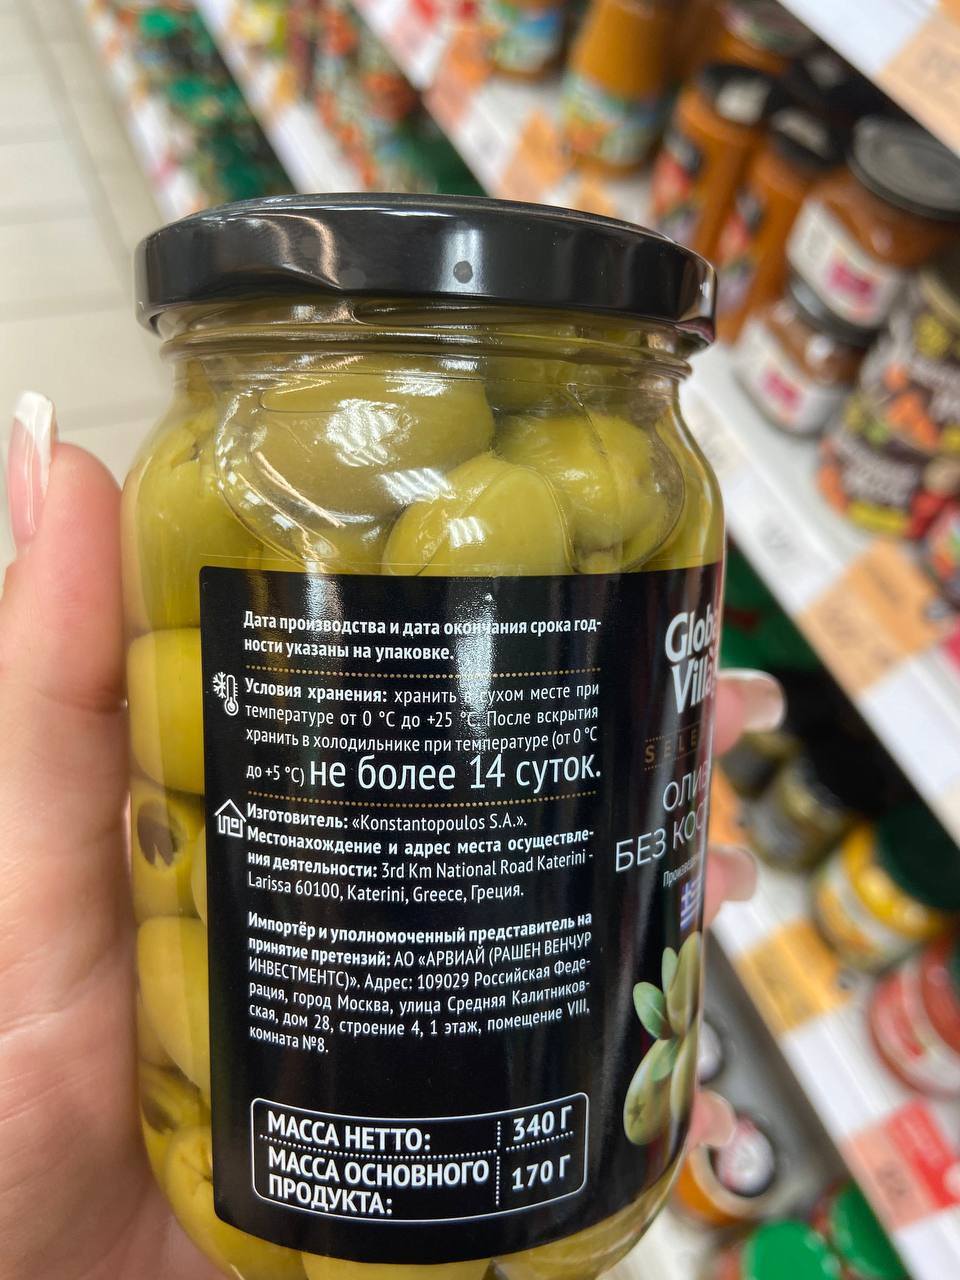 Дата производства и дата окончания срока год-
ности указаны на упаковке.
Условия хранения: хранить в сухом месте при
температуре от 0 °C до +25 °C. После вскрытия
хранить в холодильнике при температуре (от 0 °C
до +5 °C) не более 14 суток.
Изготовитель: «Konstantopoulos S.A.».
Местонахождение и адрес места осуществле-
ния деятельности: 3rd Km National Road Katerini -
Larissa 60100, Katerini, Greece, Греция.
Импортёр и уполномоченный представитель на
принятие претензий: АО «АРВИАЙ (РАШЕН ВЕНЧУР
ИНВЕСТМЕНТС)». Адрес: 109029 Российская Феде-
рация, город Москва, улица Средняя Калитников-
ская, дом 28, строение 4, 1 этаж, помещение VIII,
комната №8.
МАССА НЕТТО: 340 Г
МАССА ОСНОВНОГО
ПРОДУКТА: 170 Г
БЕЗ